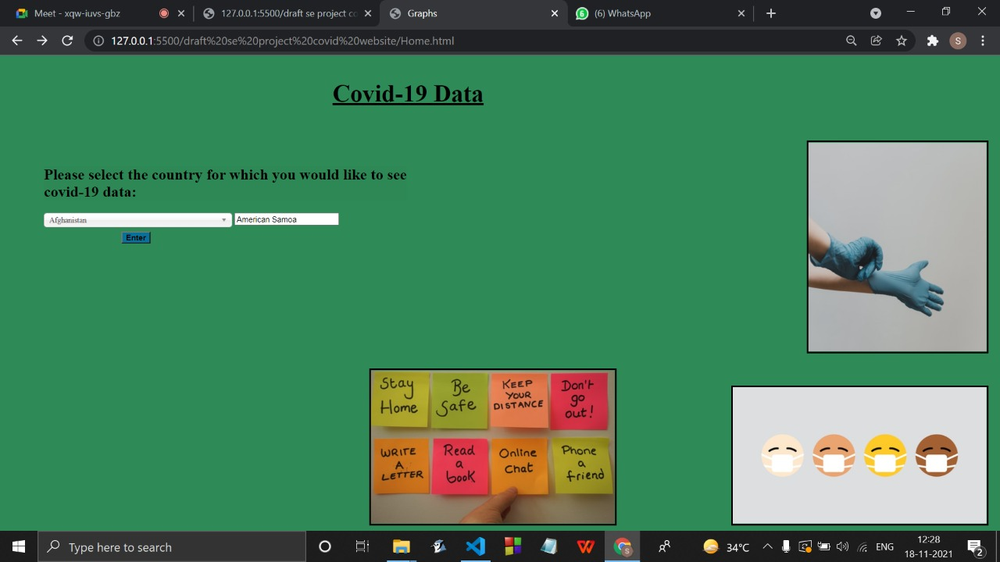 Meet - xqw-iuvs-gbz
127.0.0.1:5500/draft se project co
Graphs
(6) WhatsApp
127.0.0.1:5500/draft%20se%20project%20covid%20website/Home.html
S
Covid-19 Data
Please select the country for which you would like to see
covid-19 data:
Afghanistan
American Samoa
Enter
Stay
Home
Be
Safe
KEEP
YOUR
DISTANCE
Don't
go
out!
WRITE
A
LETTER
Read
a
book
Online
Chat
Phone
a
friend
Type here to search
34°C
ENG
12:28
18-11-2021
2